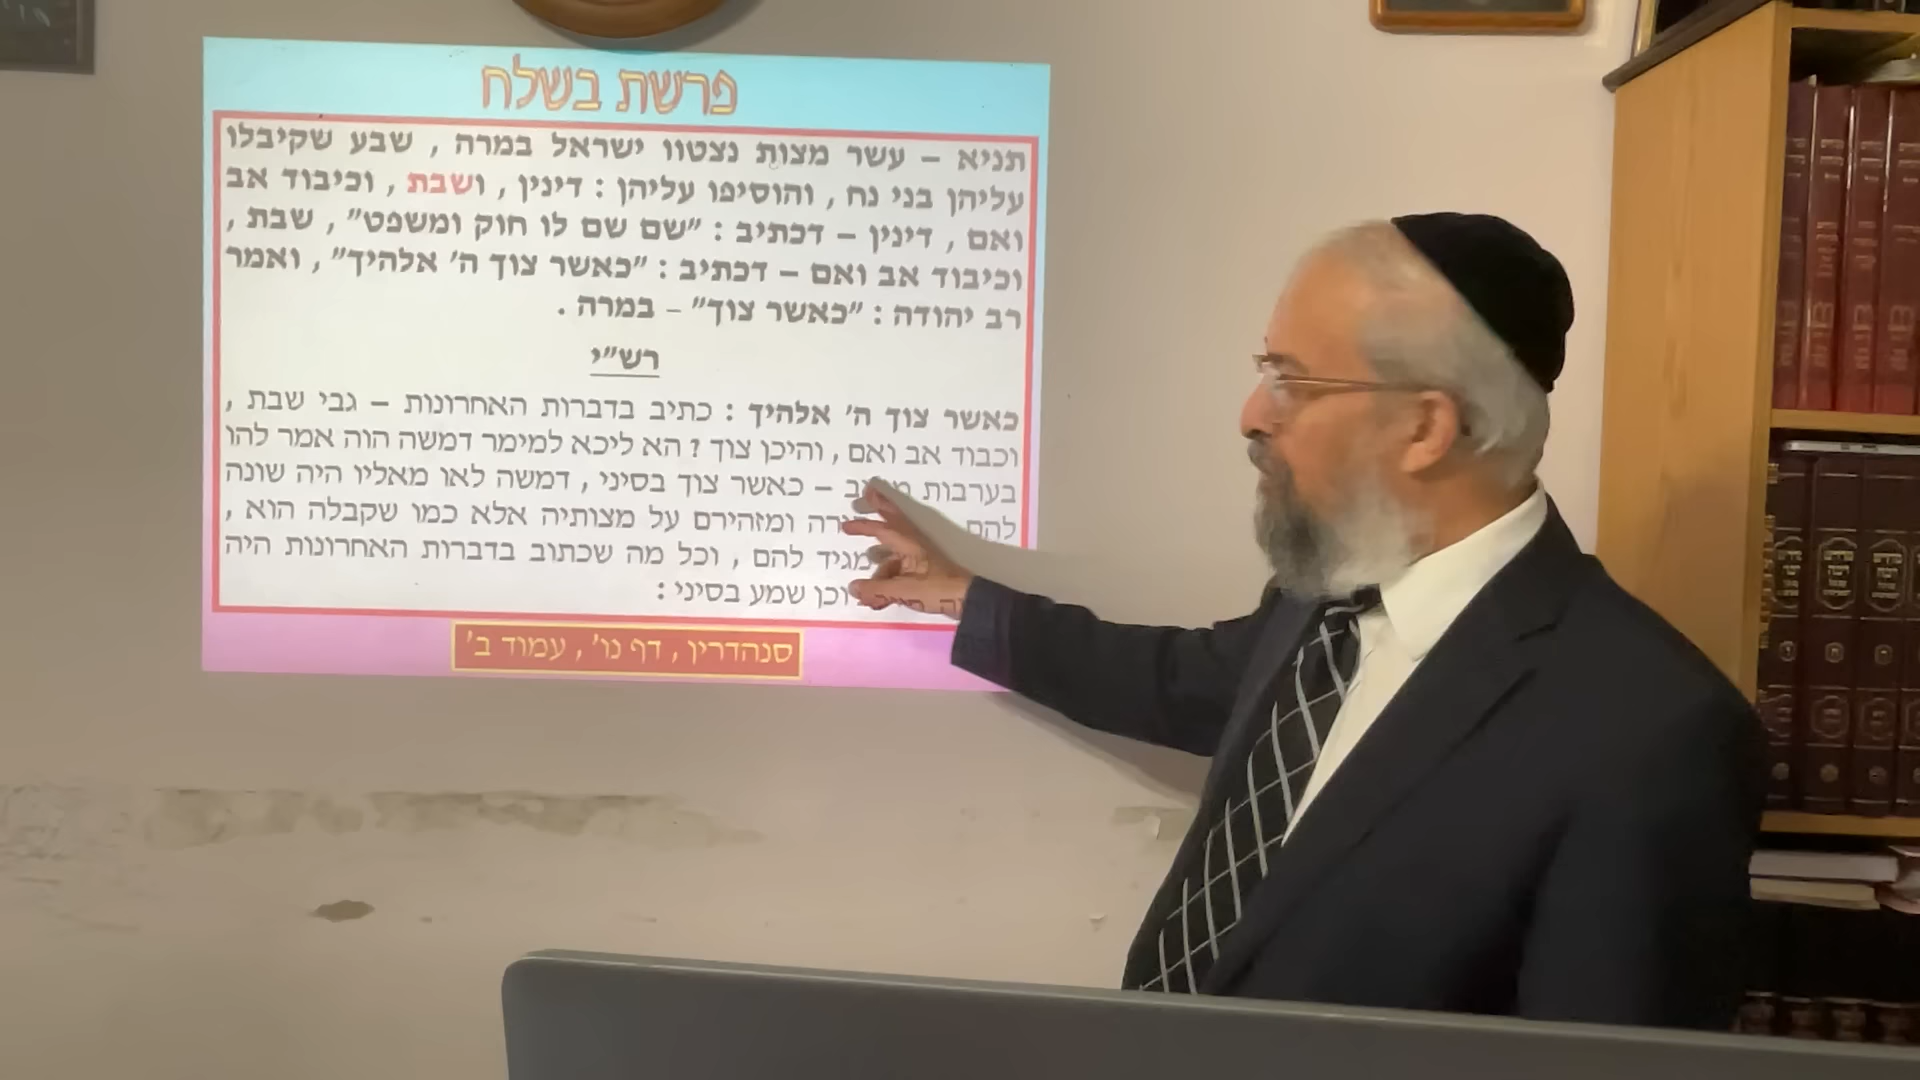 פרשת בשלח
תניא – עשר מצות נצטוו ישראל במרה , שבע שקיבלו
עליהן בני נח , והוסיפו עליהן : דינין , ושבת , וכיבוד אב
ואם , דינין – דכתיב : ״שם שם לו חוק ומשפט״ , שבת ,
וכיבוד אב ואם – דכתיב : ״כאשר צוך ה׳ אלהיך״ , ואמר
רב יהודה : ״כאשר צוך״ – במרה .
רש״י
כאשר צוך ה׳ אלהיך : כתיב בדברות האחרונות – גבי שבת ,
וכבוד אב ואם , והיכן צוך ? הא ליכא למימר דמשה הוה אמר להו
בערבות – כאשר צוך בסיני , דמשה לאו מאליו היה שונה
להם ומזהירם על מצותיה אלא כמו שקבלה הוא ,
מגיד להם , וכל מה שכתוב בדברות האחרונות היה
וכן שמע בסיני :
סנהדרין , דף נו׳ , עמוד ב׳